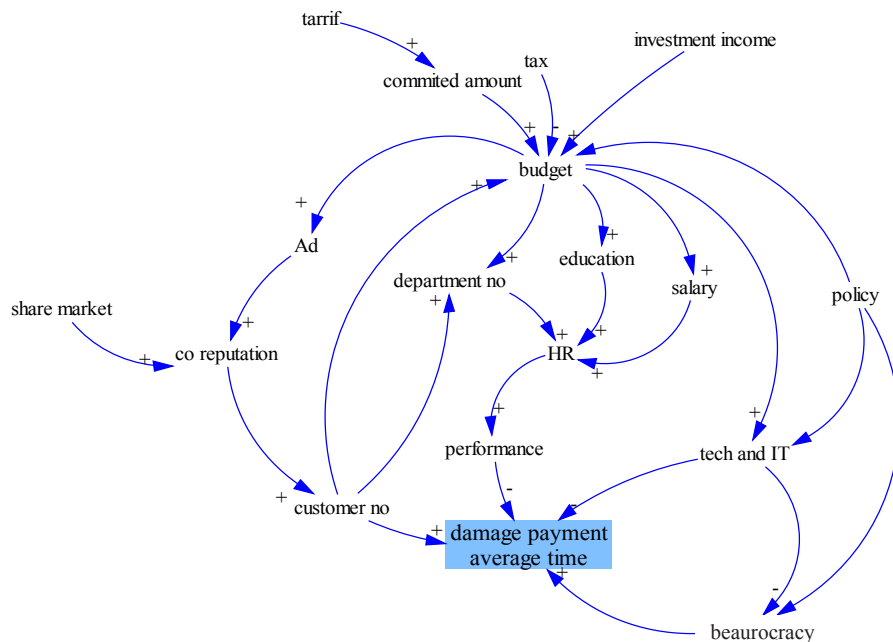 tarrif
+
investment income
tax
commited amount
+
-
+
budget
+
+
Ad
+
education
+
department no
+
salary
policy
share market
+
+
+
+
co reputation
+
HR
+
+
+
performance
tech and IT
-
+
customer no
-
+
damage payment
average time
+
-
beaurocracy